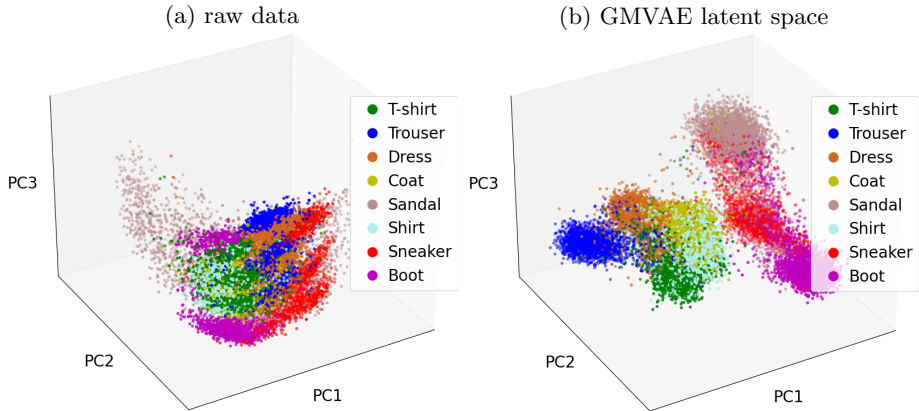 (a) raw data
T-shirt
Trouser
Dress
Coat
Sandal
Shirt
Sneaker
Boot
PC3
PC2
PC1
(b) GMVAE latent space
T-shirt
Trouser
Dress
Coat
Sandal
Shirt
Sneaker
Boot
PC3
PC2
PC1